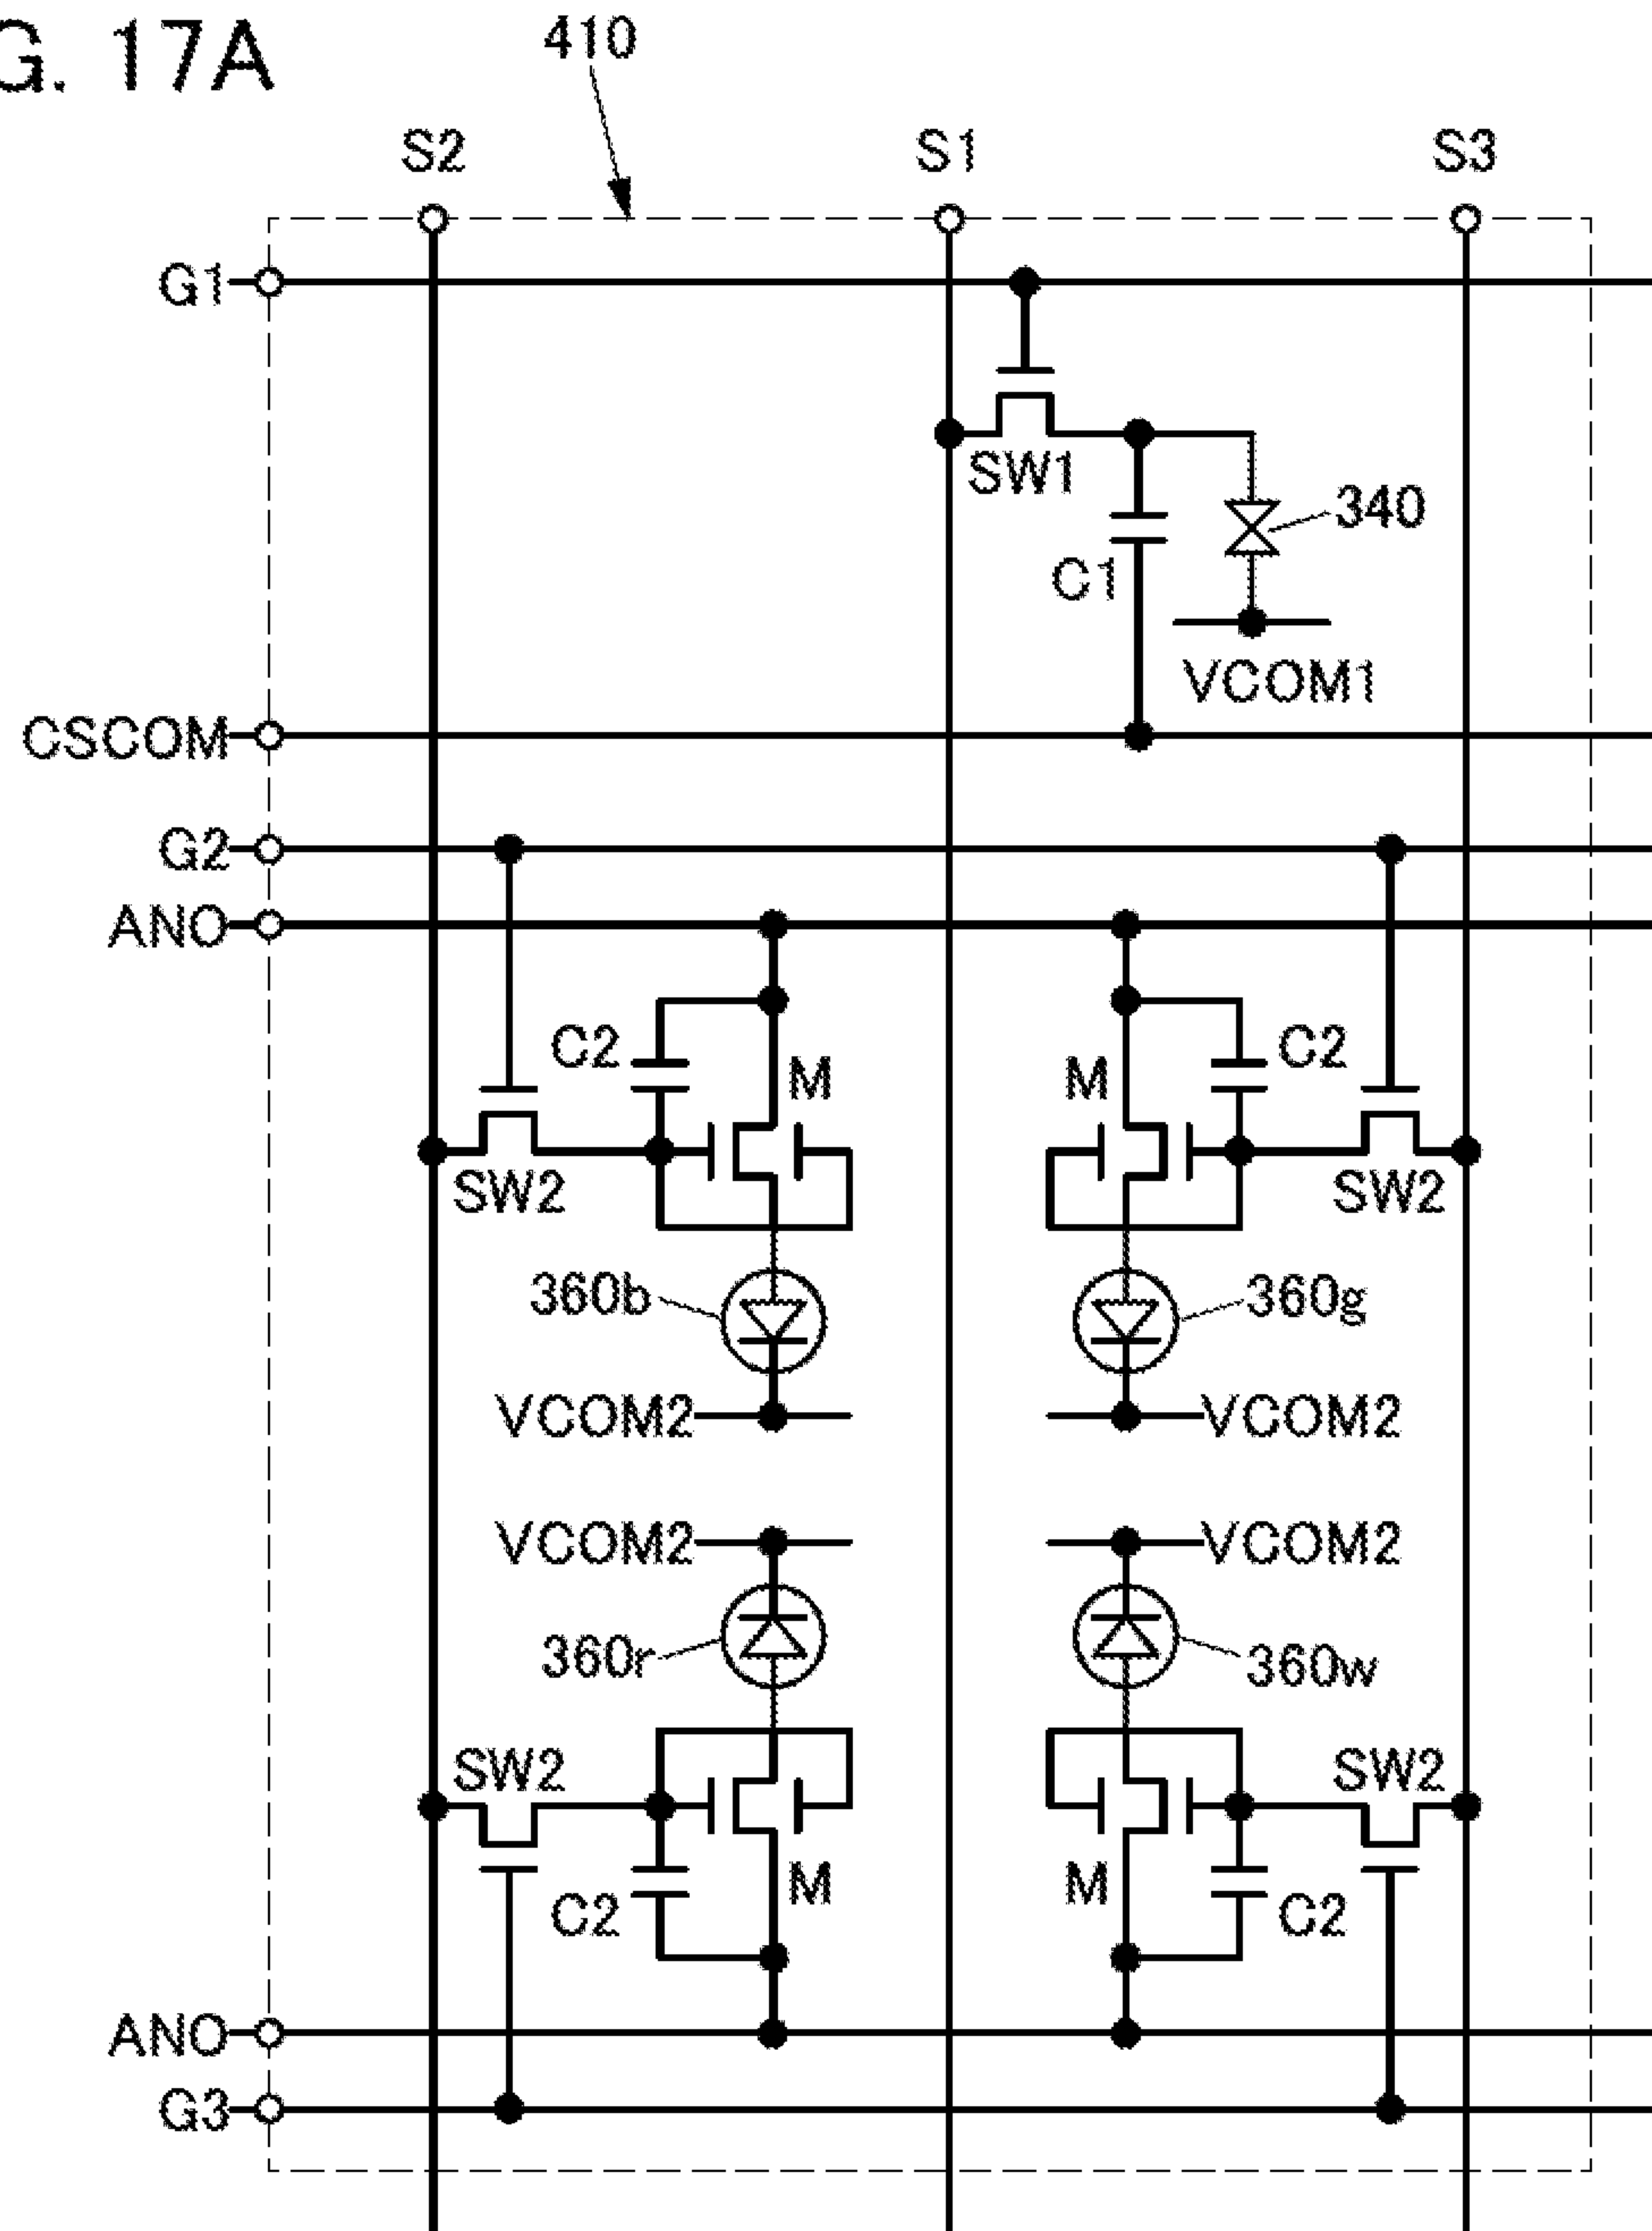 G. 17A
410
S2 S1 S3
G1
SW1
340
C1
VCOM1
CSCOM
G2
ANO
C2 M M C2
SW2 SW2
360b 360g
VCOM2 VCOM2
VCOM2 VCOM2
360r 360w
SW2 SW2
C2 M M C2
ANO
G3